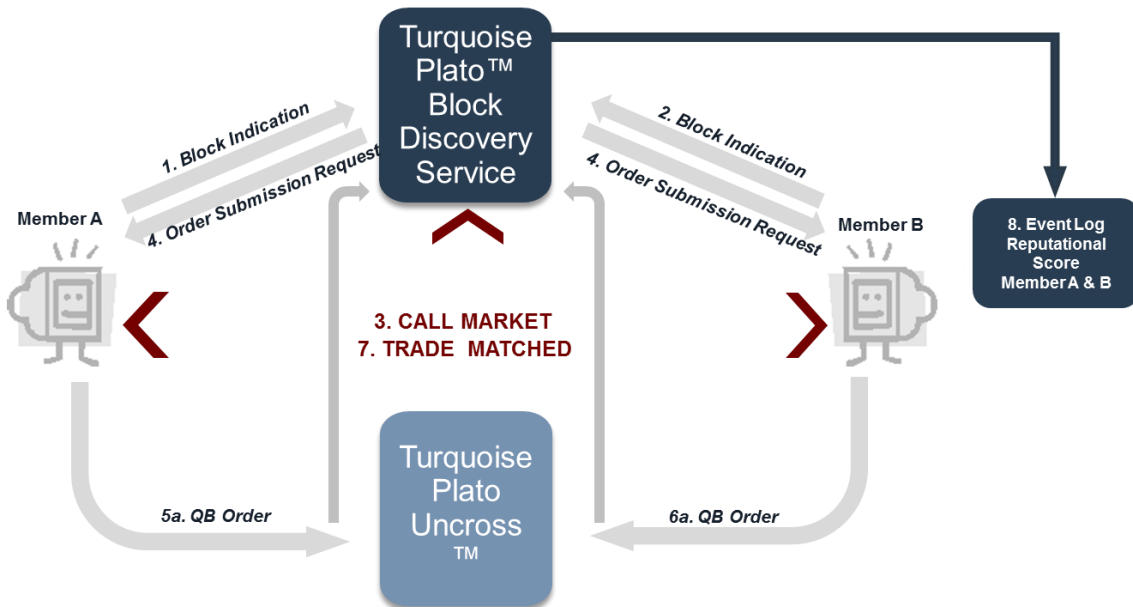 Turquoise
Plato™
Block
Discovery
Service
1. Block Indication
4. Order Submission Request
2. Block Indication
4. Order Submission Request
Member A
Member B
8. Event Log
Reputational
Score
Member A & B
3. CALL MARKET
7. TRADE MATCHED
Turquoise
Plato
Uncross
™
5a. QB Order
6a. QB Order